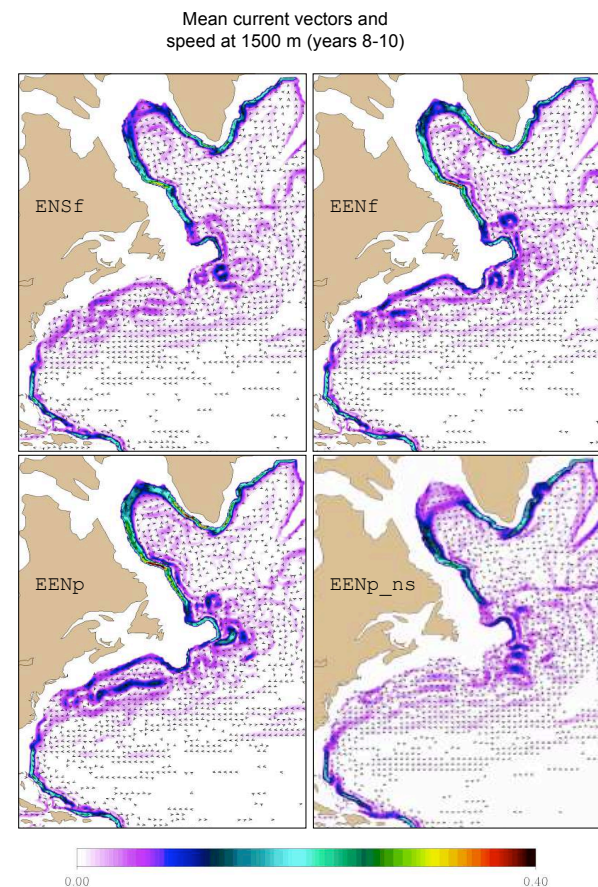 Mean current vectors and
speed at 1500 m (years 8-10)
ENSf
EENf
EENp
EENp_ns
0.00
0.40